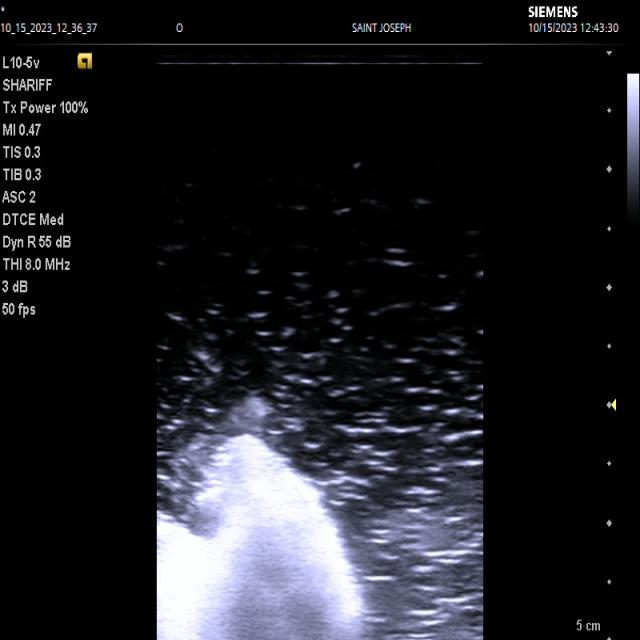 *
SIEMENS
10_15_2023_12_36_37 O SAINT JOSEPH 10/15/2023 12:43:30
L10-5v
SHARIFF
Tx Power 100%
MI 0.47
TIS 0.3
TIB 0.3
ASC 2
DTCE Med
Dyn R 55 dB
THI 8.0 MHz
3 dB
50 fps
5 cm